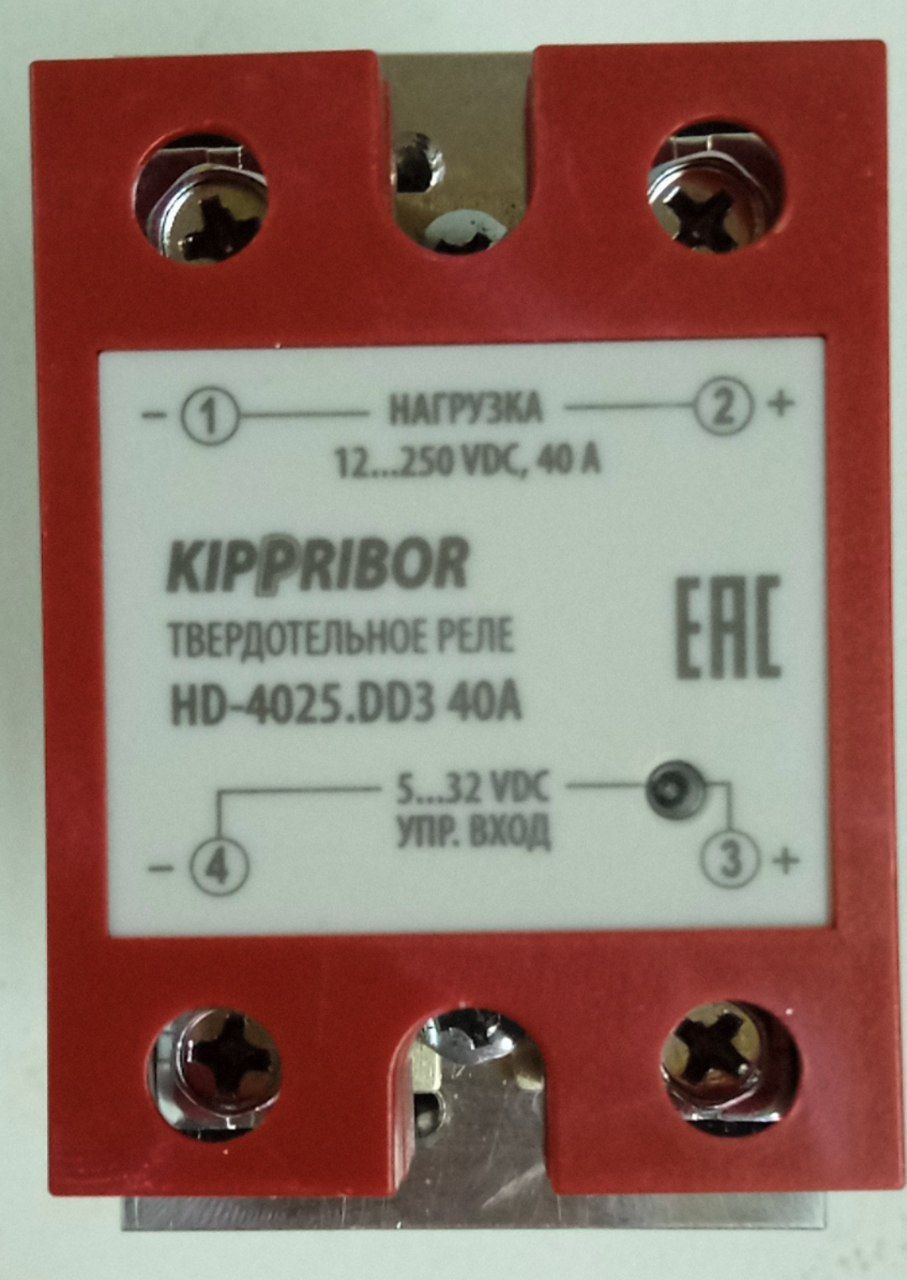 – 1 НАГРУЗКА 2 +
12...250 VDC, 40 A
KIPPRIBOR
ТВЕРДОТЕЛЬНОЕ РЕЛЕ
EAC
HD-4025.DD3 40A
5...32 VDC
УПР. ВХОД
– 4 3 +